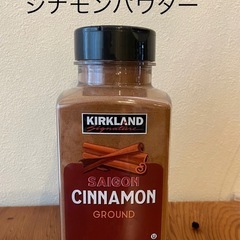 シナモンパウダー
KIRKLAND
Signature
SAIGON
CINNAMON
GROUND